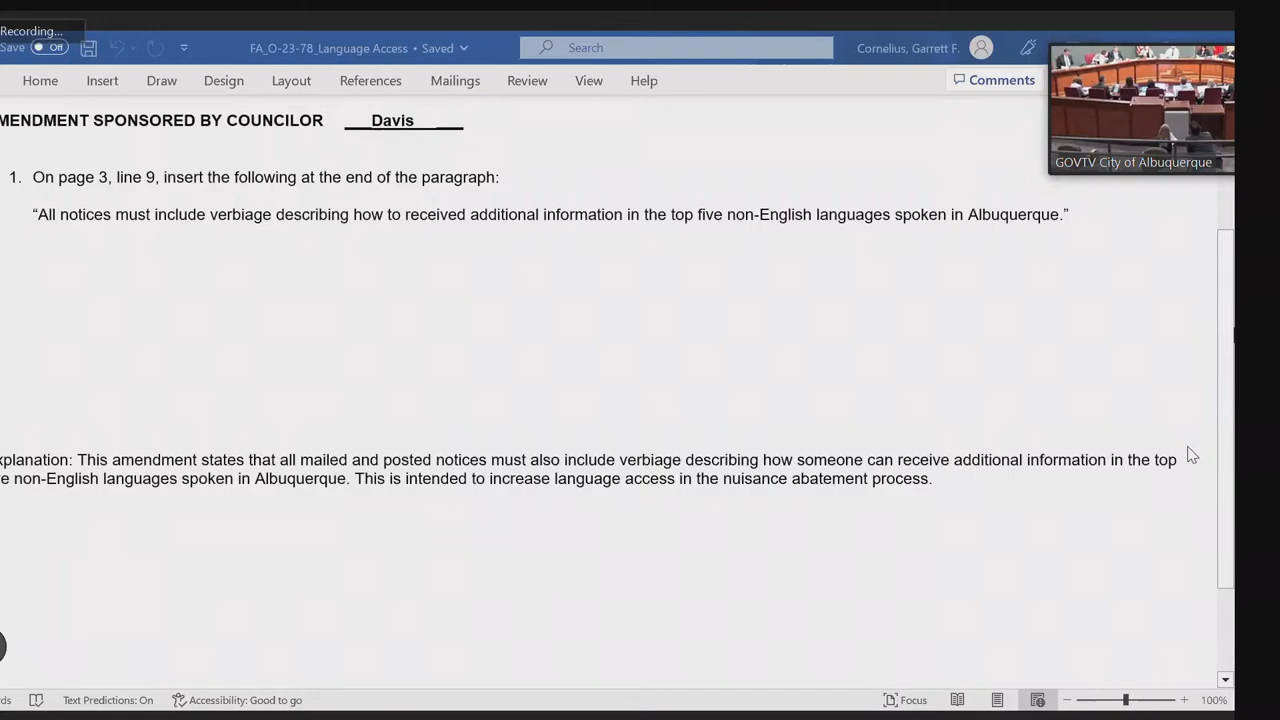 Recording...
Save Off FA_O-23-78_Language Access • Saved Search Cornelius, Garrett F.
Home Insert Draw Design Layout References Mailings Review View Help Comments
MENDMENT SPONSORED BY COUNCILOR Davis
GOVTV City of Albuquerque
1. On page 3, line 9, insert the following at the end of the paragraph:
“All notices must include verbiage describing how to received additional information in the top five non-English languages spoken in Albuquerque.”
xplanation: This amendment states that all mailed and posted notices must also include verbiage describing how someone can receive additional information in the top
e non-English languages spoken in Albuquerque. This is intended to increase language access in the nuisance abatement process.
rds Text Predictions: On Accessibility: Good to go Focus 100%